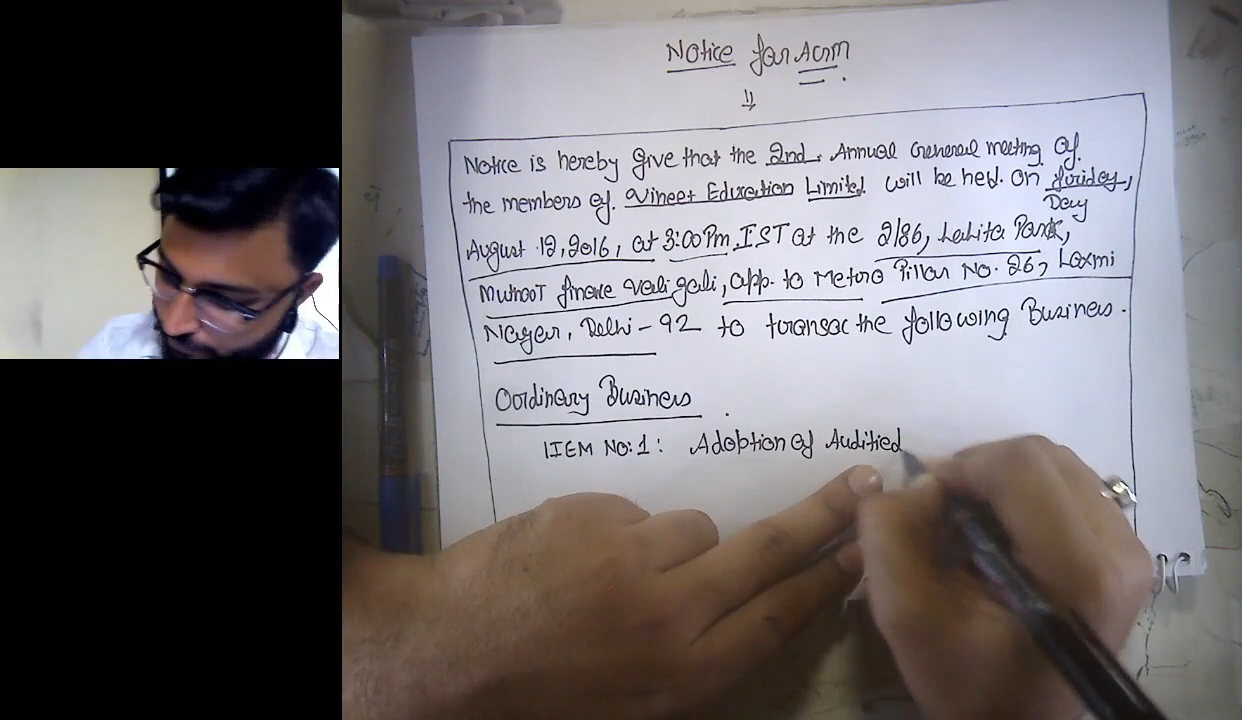 Notice for AGM
Notice is hereby give that the 2nd. Annual General meeting of
the members of. Vineet Education Limited will be held. on friday,
Day
August 12, 2016, at 3:00 Pm IST at the 2/86, Lalita Park,
Muthoot finance vali gali, opp. to Metro Pillar No. 26, Laxmi
Nagar, Delhi - 92 to transac the following Business.
Oordinary Business
ITEM No: 1: Adoption of Auditied